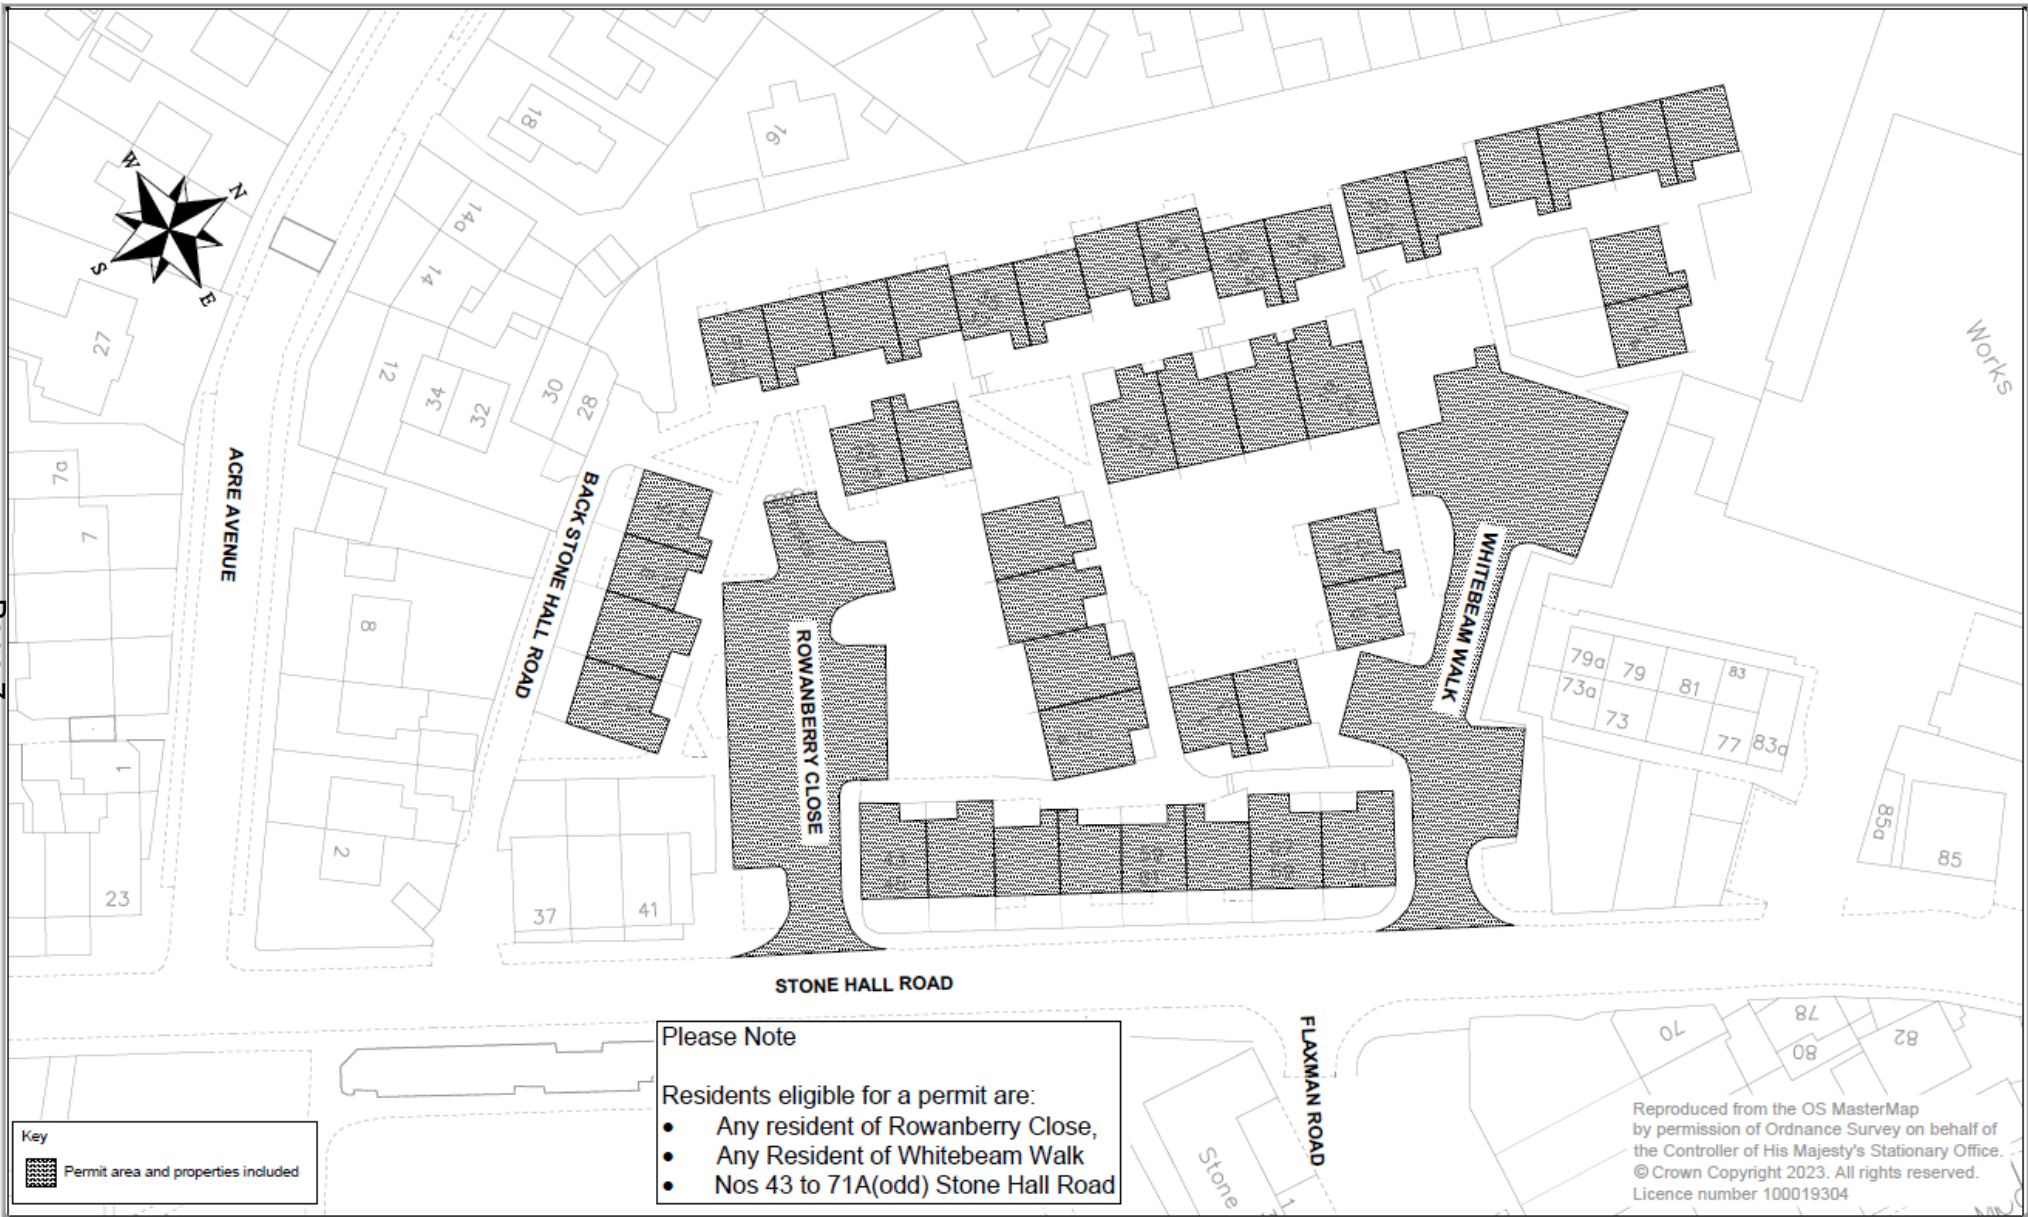 18
16
W
N
S
E
14a
14
27
12
34
32
30
28
Works
7a
7
ACRE AVENUE
BACK STONE HALL ROAD
8
ROWANBERRY CLOSE
WHITEBEAM WALK
79a
79
81
83
73a
73
77
83a
1
2
23
37
41
43
71
85a
85
STONE HALL ROAD
FLAXMAN ROAD
70
78
80
82
Stone
1
Please Note
Residents eligible for a permit are:
• Any resident of Rowanberry Close,
• Any Resident of Whitebeam Walk
• Nos 43 to 71A(odd) Stone Hall Road
Key
Permit area and properties included
Reproduced from the OS MasterMap
by permission of Ordnance Survey on behalf of
the Controller of His Majesty's Stationary Office.
© Crown Copyright 2023. All rights reserved.
Licence number 100019304